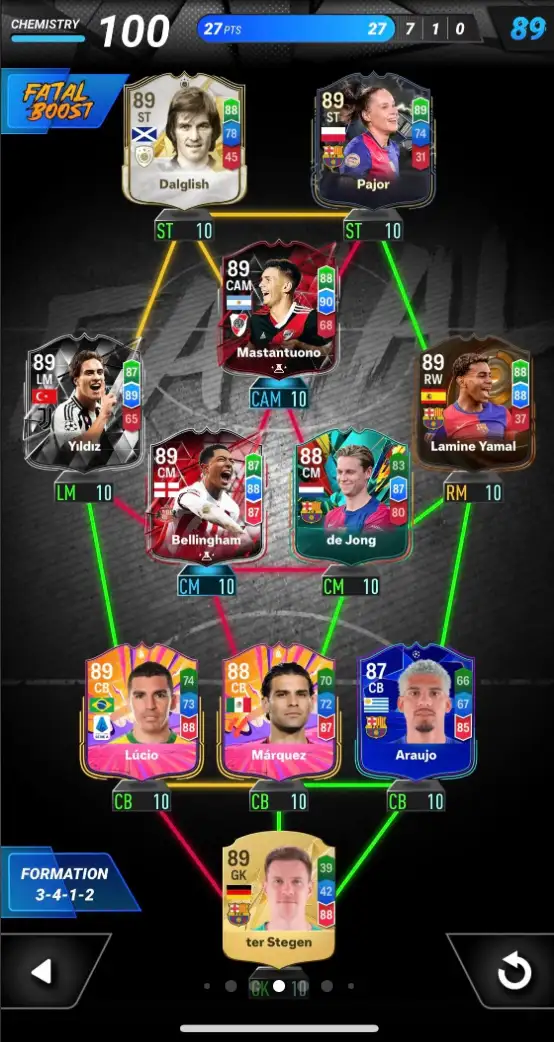 CHEMISTRY 100 27 PTS 27 7 1 0 89
FATAL
BOOST
89
ST
88
78
45
Dalglish
ST 10
89
ST
89
74
31
Pajor
ST 10
89
CAM
88
90
68
Mastantuono
CAM 10
89
LM
87
89
65
Yıldız
LM 10
89
RW
88
88
37
Lamine Yamal
RM 10
89
CM
87
88
87
Bellingham
CM 10
88
CM
83
87
80
de Jong
CM 10
89
CB
74
73
88
SERIE A
Lúcio
CB 10
88
CB
70
72
87
Márquez
CB 10
87
CB
66
67
85
Araujo
CB 10
89
GK
39
42
88
ter Stegen
GK 10
FORMATION
3-4-1-2